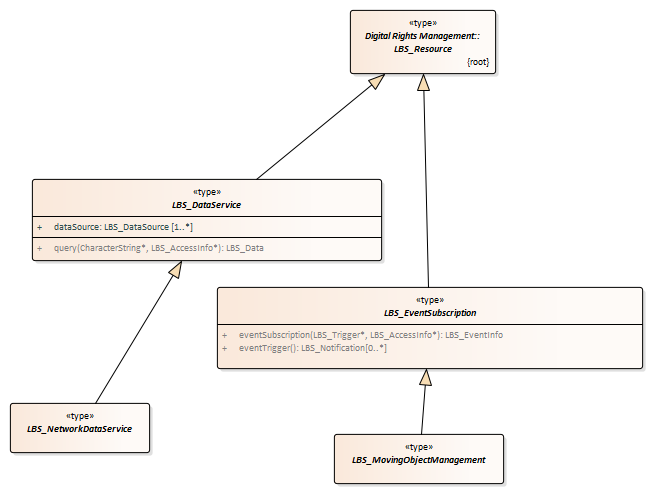 «type»
Digital Rights Management::
LBS_Resource
{root}
«type»
LBS_DataService
+ dataSource: LBS_DataSource [1..*]
+ query(CharacterString*, LBS_AccessInfo*): LBS_Data
«type»
LBS_EventSubscription
+ eventSubscription(LBS_Trigger*, LBS_AccessInfo*): LBS_EventInfo
+ eventTrigger(): LBS_Notification[0..*]
«type»
LBS_NetworkDataService
«type»
LBS_MovingObjectManagement